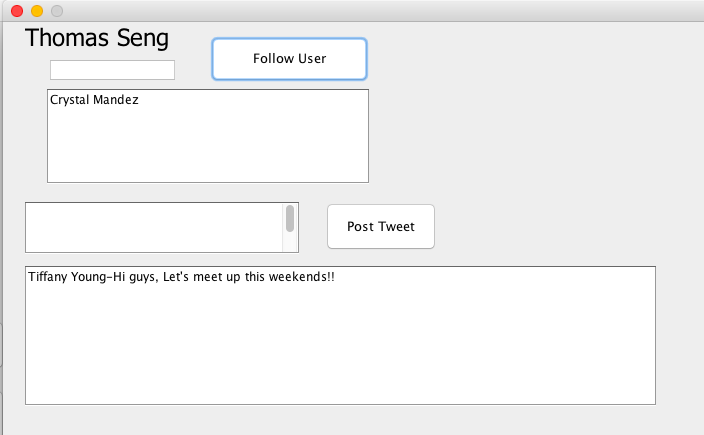 Thomas Seng
Follow User
Crystal Mandez
Post Tweet
Tiffany Young-Hi guys, Let's meet up this weekends!!